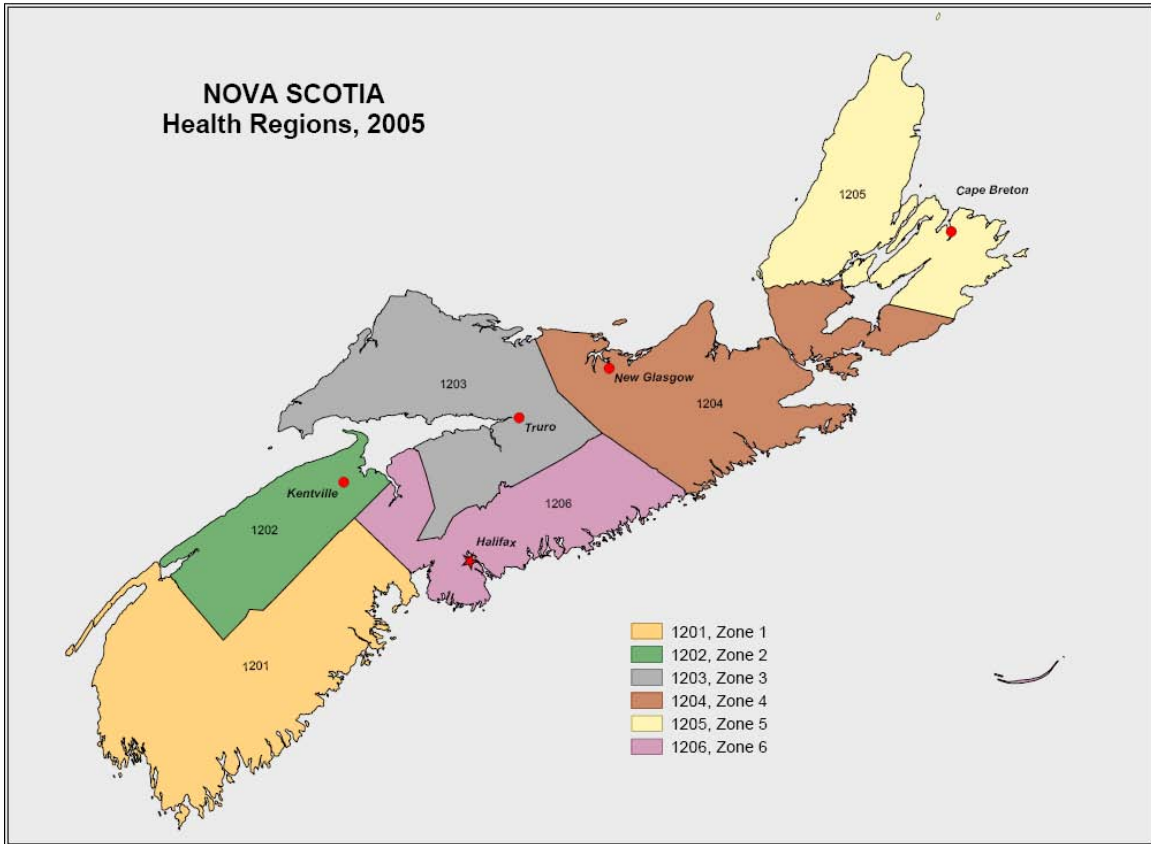 NOVA SCOTIA
Health Regions, 2005
1205
Cape Breton
1203
New Glasgow
1204
Truro
Kentville
1206
1202
Halifax
1201
1201, Zone 1
1202, Zone 2
1203, Zone 3
1204, Zone 4
1205, Zone 5
1206, Zone 6